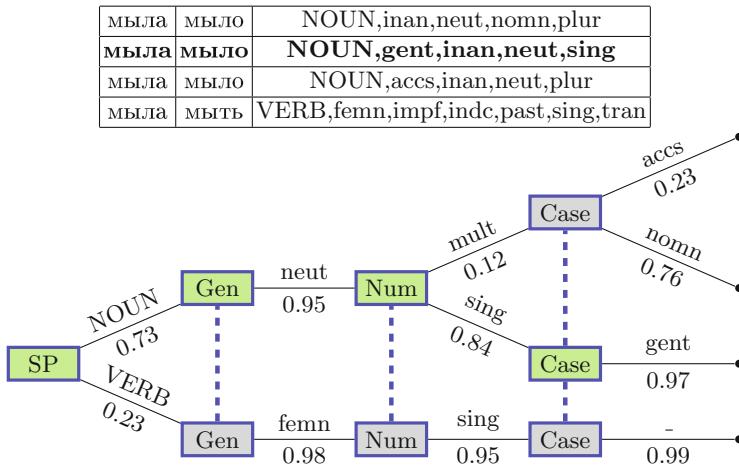 мыла мыло NOUN,inan,neut,nomn,plur
мыла мыло NOUN,gent,inan,neut,sing
мыла мыло NOUN,accs,inan,neut,plur
мыла мыть VERB,femn,impf,indc,past,sing,tran
accs
0.23
Case
mult
0.12
nomn
0.76
NOUN
0.73
Gen
neut
0.95
Num
sing
0.84
SP
Case
gent
0.97
VERB
0.23
Gen
femn
0.98
Num
sing
0.95
Case
-
0.99